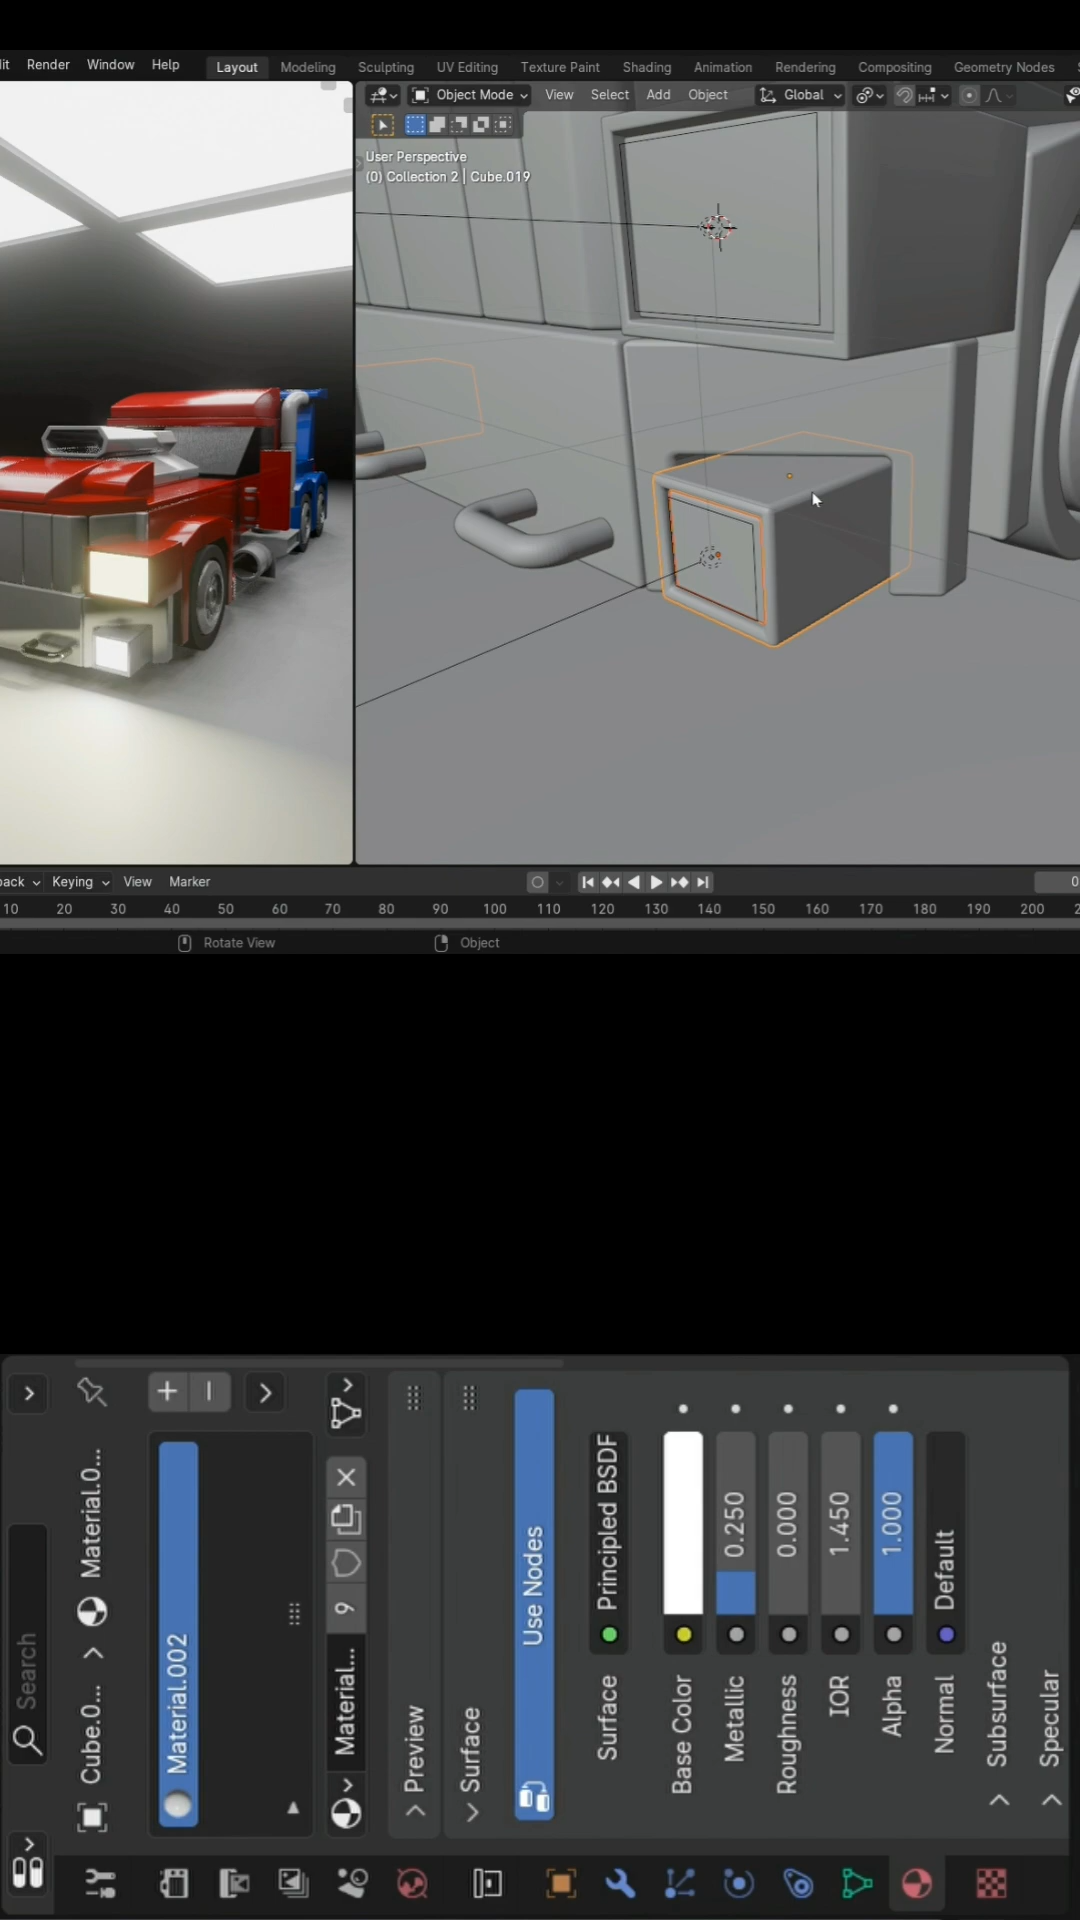 it Render Window Help Layout Modeling Sculpting UV Editing Texture Paint Shading Animation Rendering Compositing Geometry Nodes
Object Mode View Select Add Object Global
User Perspective
(0) Collection 2 | Cube.019
back Keying View Marker 0
10 20 30 40 50 60 70 80 90 100 110 120 130 140 150 160 170 180 190 200 2
Rotate View Object
Search
Cube.0... > Material.0...
Material.002
Material... 9
Preview
Surface
Use Nodes
Surface Principled BSDF
Base Color
Metallic 0.250
Roughness 0.000
IOR 1.450
Alpha 1.000
Normal Default
Subsurface
Specular